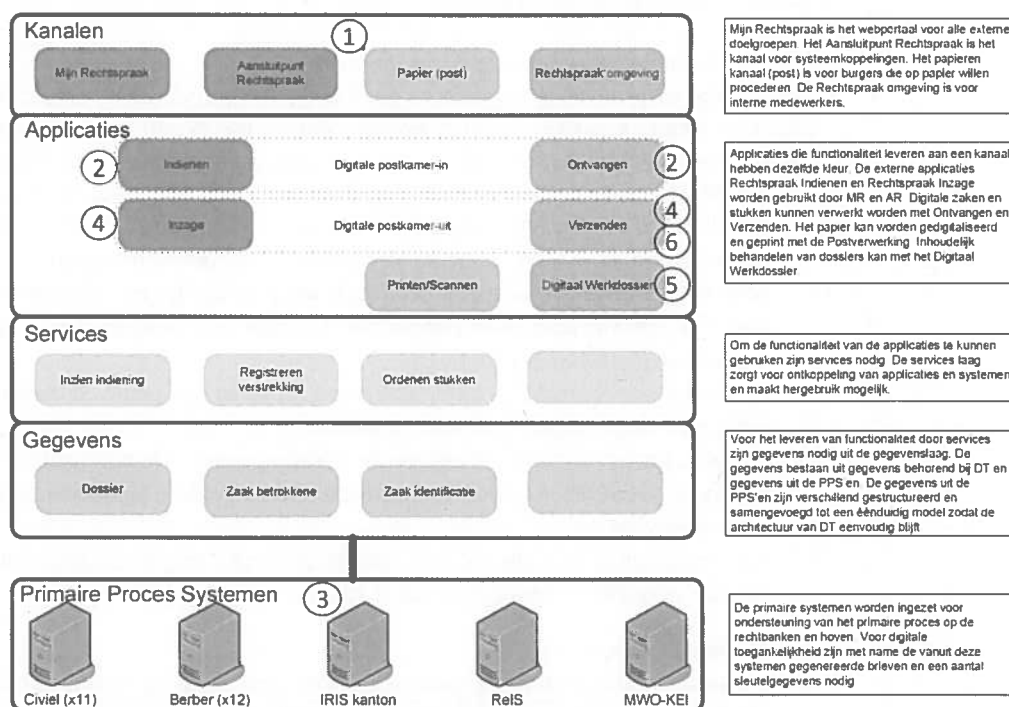 Kanalen
1
Mijn Rechtspraak
Aansluitpunt
Rechtspraak
Papier (post)
Rechtspraak omgeving
Mijn Rechtspraak is het webportaal voor alle externe
doelgroepen. Het Aansluitpunt Rechtspraak is het
kanaal voor systeemkoppelingen. Het papieren
kanaal (post) is voor burgers die op papier willen
procederen. De Rechtspraak omgeving is voor
interne medewerkers.
Applicaties
2
Indienen
Digitale postkamer-in
Ontvangen
2
4
Inzage
Digitale postkamer-uit
Verzenden
4
6
Printen/Scannen
Digitaal Werkdossier
5
Applicaties die functionaliteit leveren aan een kanaal
hebben dezelfde kleur. De externe applicaties
Rechtspraak Indienen en Rechtspraak Inzage
worden gebruikt door MR en AR. Digitale zaken en
stukken kunnen verwerkt worden met Ontvangen en
Verzenden. Het papier kan worden gedigitaliseerd
en geprint met de Postverwerking. Inhoudelijk
behandelen van dossiers kan met het Digitaal
Werkdossier
Services
Inzien indiening
Registreren
verstrekking
Ordenen stukken
Om de functionaliteit van de applicaties te kunnen
gebruiken zijn services nodig. De services laag
zorgt voor ontkoppeling van applicaties en systemen
en maakt hergebruik mogelijk.
Gegevens
Dossier
Zaak betrokkene
Zaak identificatie
Voor het leveren van functionaliteit door services
zijn gegevens nodig uit de gegevenslaag. De
gegevens bestaan uit gegevens behorend bij DT en
gegevens uit de PPS en. De gegevens uit de
PPS'en zijn verschillend gestructureerd en
samengevoegd tot een éénduidig model zodat de
architectuur van DT eenvoudig blijft
Primaire Proces Systemen
3
Civiel (x11)
Berber (x12)
IRIS kanton
ReIS
MWO-KEI
De primaire systemen worden ingezet voor
ondersteuning van het primaire proces op de
rechtbanken en hoven. Voor digitale
toegankelijkheid zijn met name de vanuit deze
systemen gegenereerde brieven en een aantal
sleutelgegevens nodig